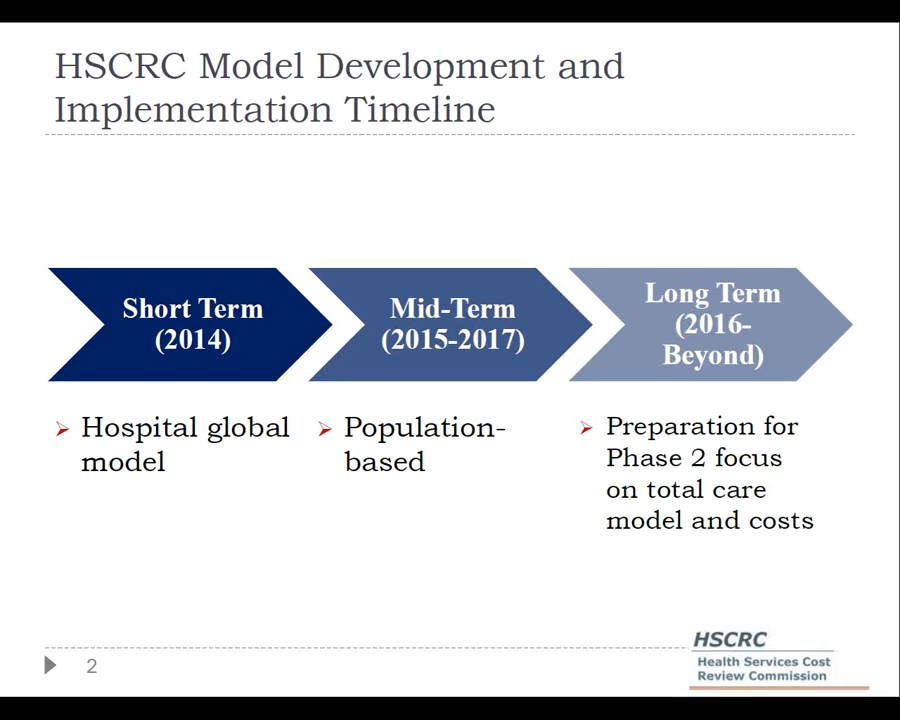 HSCRC Model Development and
Implementation Timeline
Short Term
(2014)
Mid-Term
(2015-2017)
Long Term
(2016-
Beyond)
Hospital global
model
Population-
based
Preparation for
Phase 2 focus
on total care
model and costs
2
HSCRC
Health Services Cost
Review Commission